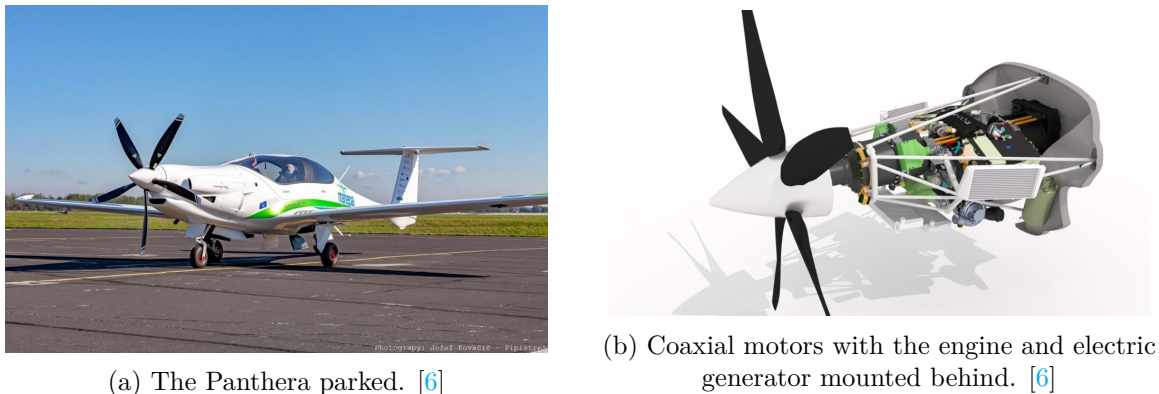 mahepa
Photograpy: Jožef Kovačič - Pipistrel
(a) The Panthera parked. [6]
(b) Coaxial motors with the engine and electric
generator mounted behind. [6]